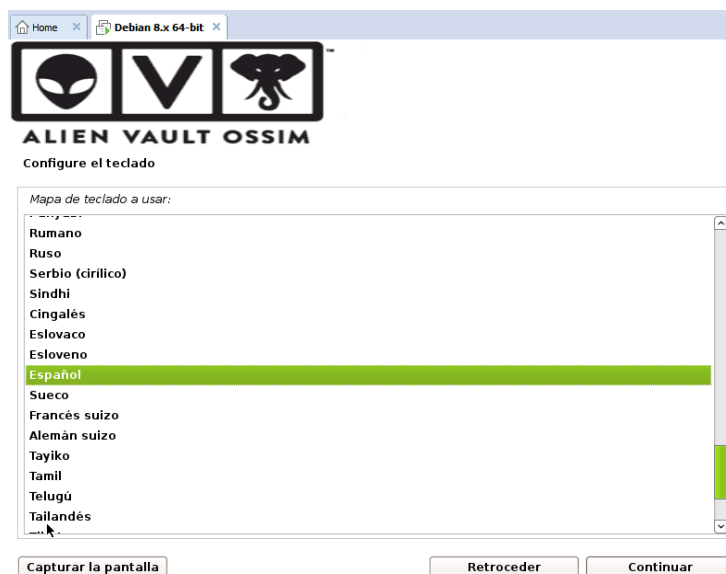 Home
Debian 8.x 64-bit
™
ALIEN VAULT OSSIM
Configure el teclado
Mapa de teclado a usar:
Rumano
Ruso
Serbio (cirílico)
Sindhi
Cingalés
Eslovaco
Esloveno
Español
Sueco
Francés suizo
Alemán suizo
Tayiko
Tamil
Telugú
Tailandés
Capturar la pantalla
Retroceder
Continuar